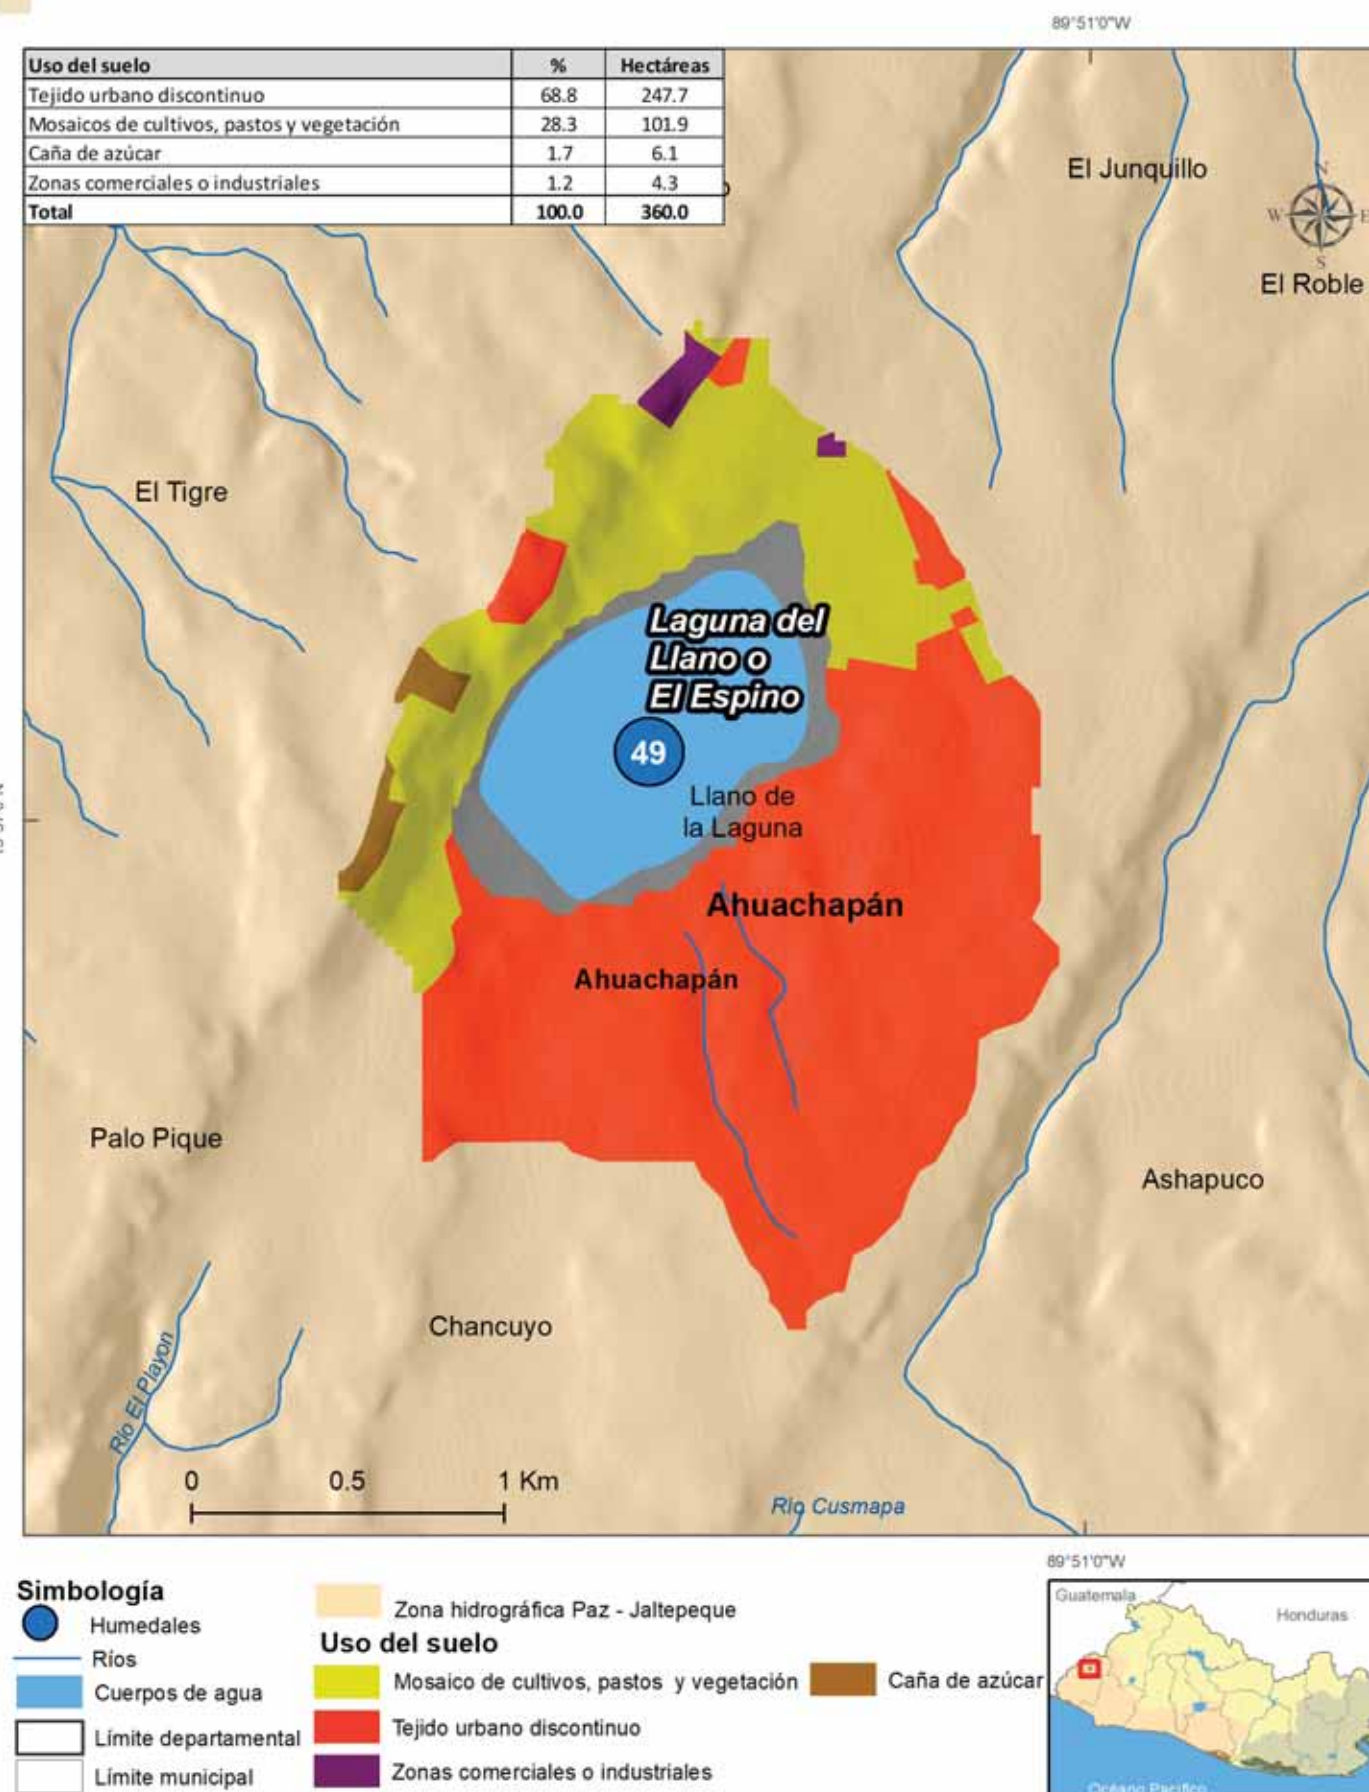 89°51'0"W
Uso del suelo % Hectáreas
Tejido urbano discontinuo 68.8 247.7
Mosaicos de cultivos, pastos y vegetación 28.3 101.9
Caña de azúcar 1.7 6.1
Zonas comerciales o industriales 1.2 4.3
Total 100.0 360.0
El Junquillo
N
W E
S
El Roble
El Tigre
Laguna del
Llano o
El Espino
49
Llano de
la Laguna
Ahuachapán
Ahuachapán
Palo Pique
Ashapuco
Chancuyo
Río El Playon
0 0.5 1 Km
Río Cusmapa
89°51'0"W
Simbología
Humedales
Ríos
Cuerpos de agua
Límite departamental
Límite municipal
Zona hidrográfica Paz - Jaltepeque
Uso del suelo
Mosaico de cultivos, pastos y vegetación
Tejido urbano discontinuo
Zonas comerciales o industriales
Caña de azúcar
Guatemala
Honduras
Océano Pacífico